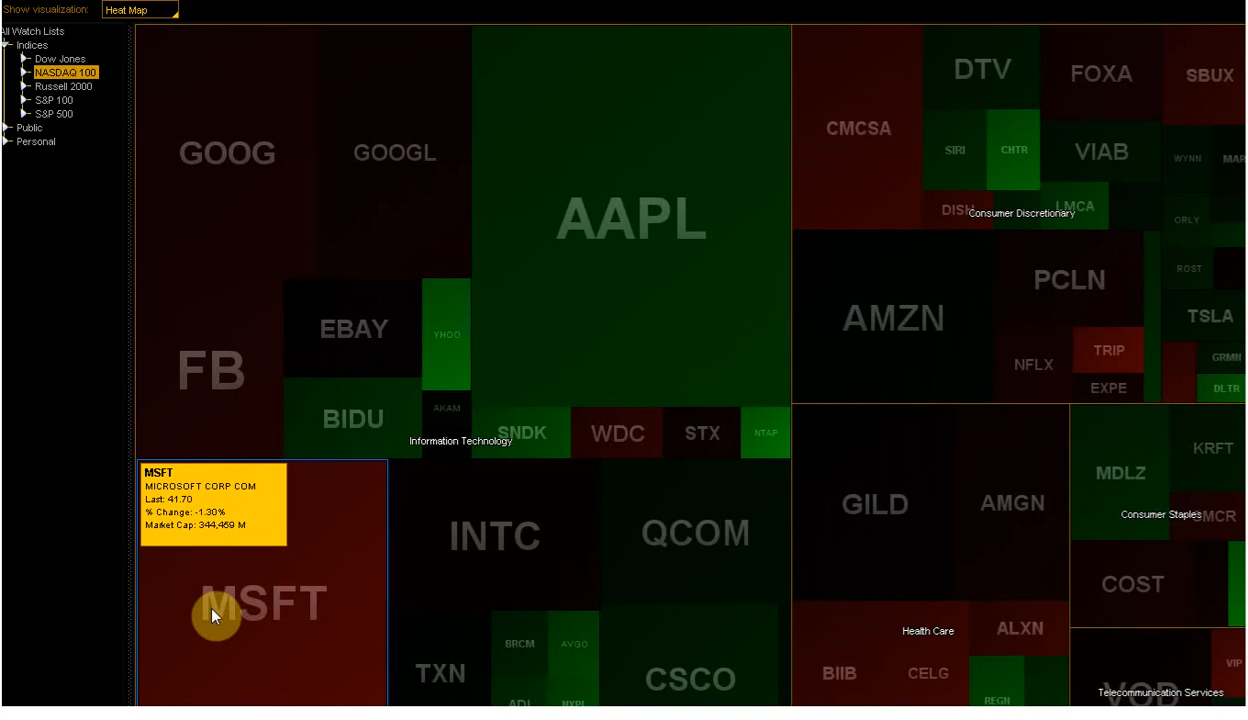 Show visualization: Heat Map
All Watch Lists
Indices
Dow Jones
NASDAQ 100
Russell 2000
S&P 100
S&P 500
Public
Personal
GOOG
GOOGL
AAPL
FB
EBAY
YHOO
BIDU
AKAM
SNDK
WDC
STX
NTAP
Information Technology
MSFT
MICROSOFT CORP COM
Last: 41.70
% Change: -1.30%
Market Cap: 344,459 M
MSFT
INTC
QCOM
TXN
BRCM
AVGO
ADI
NXPI
CSCO
CMCSA
DTV
FOXA
SBUX
SIRI
CHTR
VIAB
WYNN
MAR
DISH
LMCA
Consumer Discretionary
ORLY
ROST
AMZN
PCLN
TSLA
NFLX
TRIP
EXPE
GRMN
DLTR
GILD
AMGN
Health Care
ALXN
BIIB
CELG
REGN
MDLZ
KRFT
Consumer Staples
GMCR
COST
VIP
VOD
Telecommunication Services